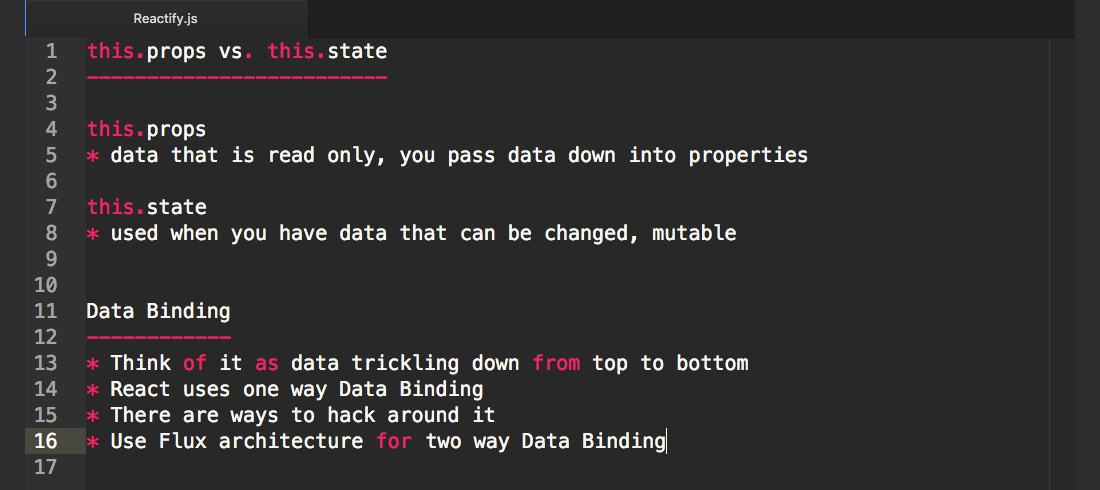 Reactify.js
1 this.props vs. this.state
2 -------------------------
3
4 this.props
5 * data that is read only, you pass data down into properties
6
7 this.state
8 * used when you have data that can be changed, mutable
9
10
11 Data Binding
12 ------------
13 * Think of it as data trickling down from top to bottom
14 * React uses one way Data Binding
15 * There are ways to hack around it
16 * Use Flux architecture for two way Data Binding
17